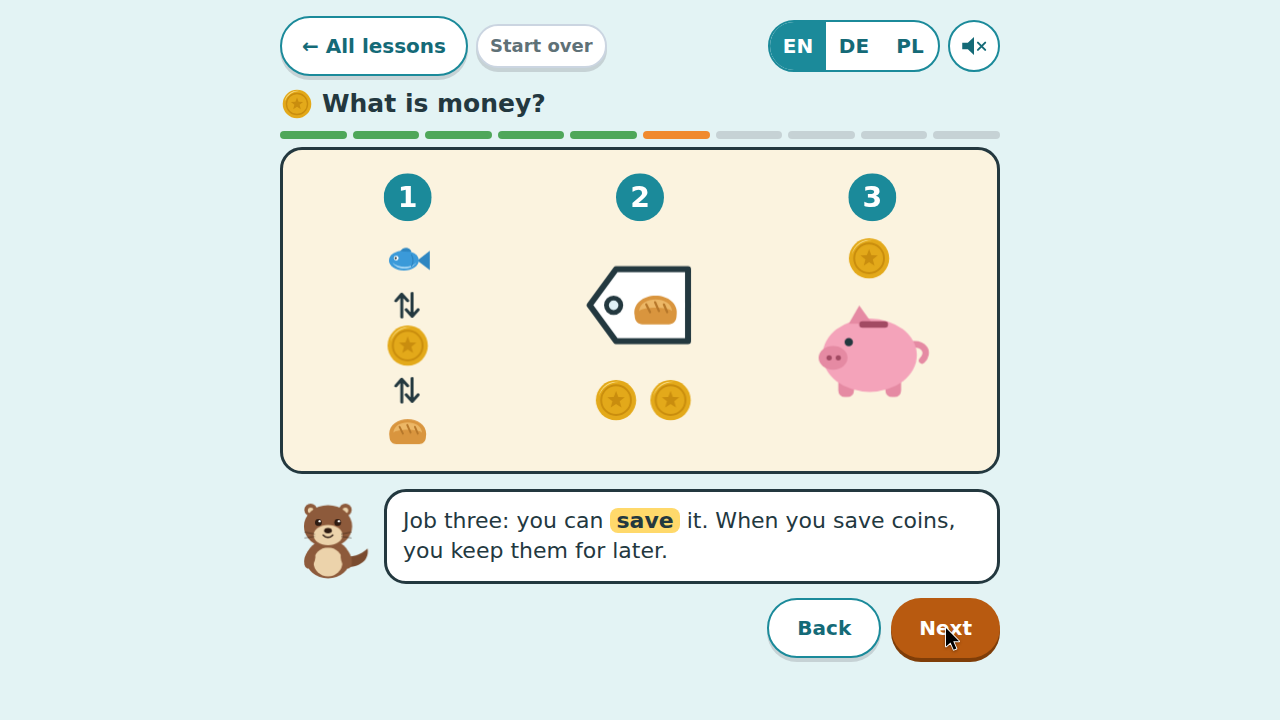 ← All lessons
Start over
EN DE PL
What is money?
1 2 3
Job three: you can save it. When you save coins,
you keep them for later.
Back
Next